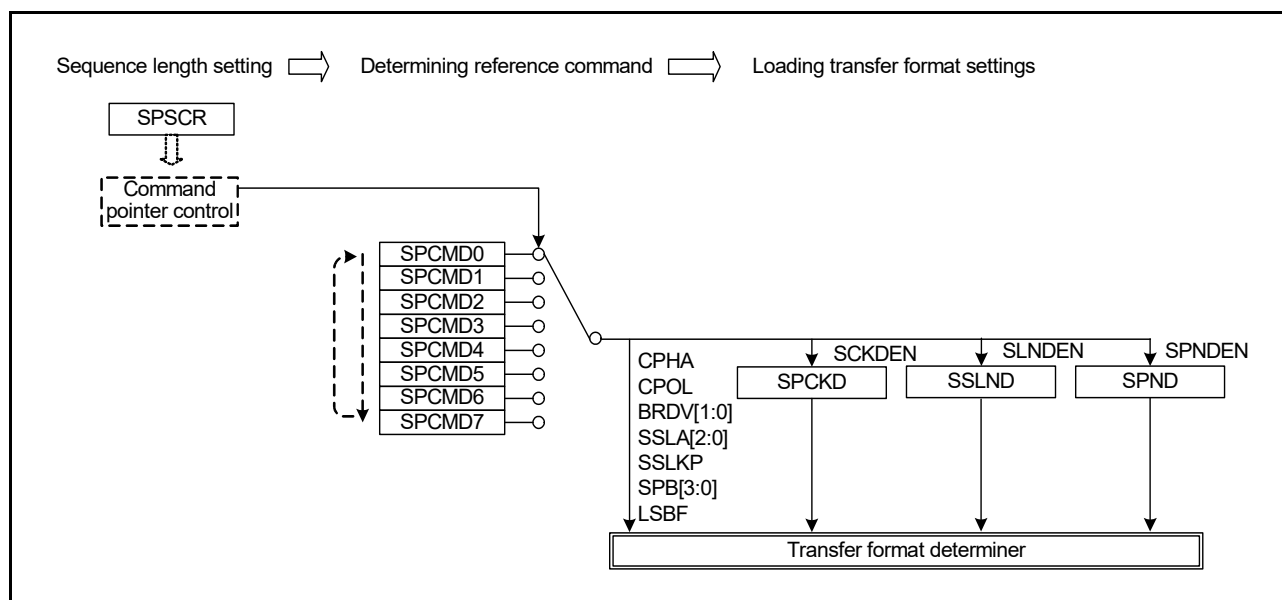 Sequence length setting
Determining reference command
Loading transfer format settings
SPSCR
Command
pointer control
SPCMD0
SPCMD1
SPCMD2
SPCMD3
SPCMD4
SPCMD5
SPCMD6
SPCMD7
CPHA
CPOL
BRDV[1:0]
SSLA[2:0]
SSLKP
SPB[3:0]
LSBF
SCKDEN
SPCKD
SLNDEN
SSLND
SPNDEN
SPND
Transfer format determiner